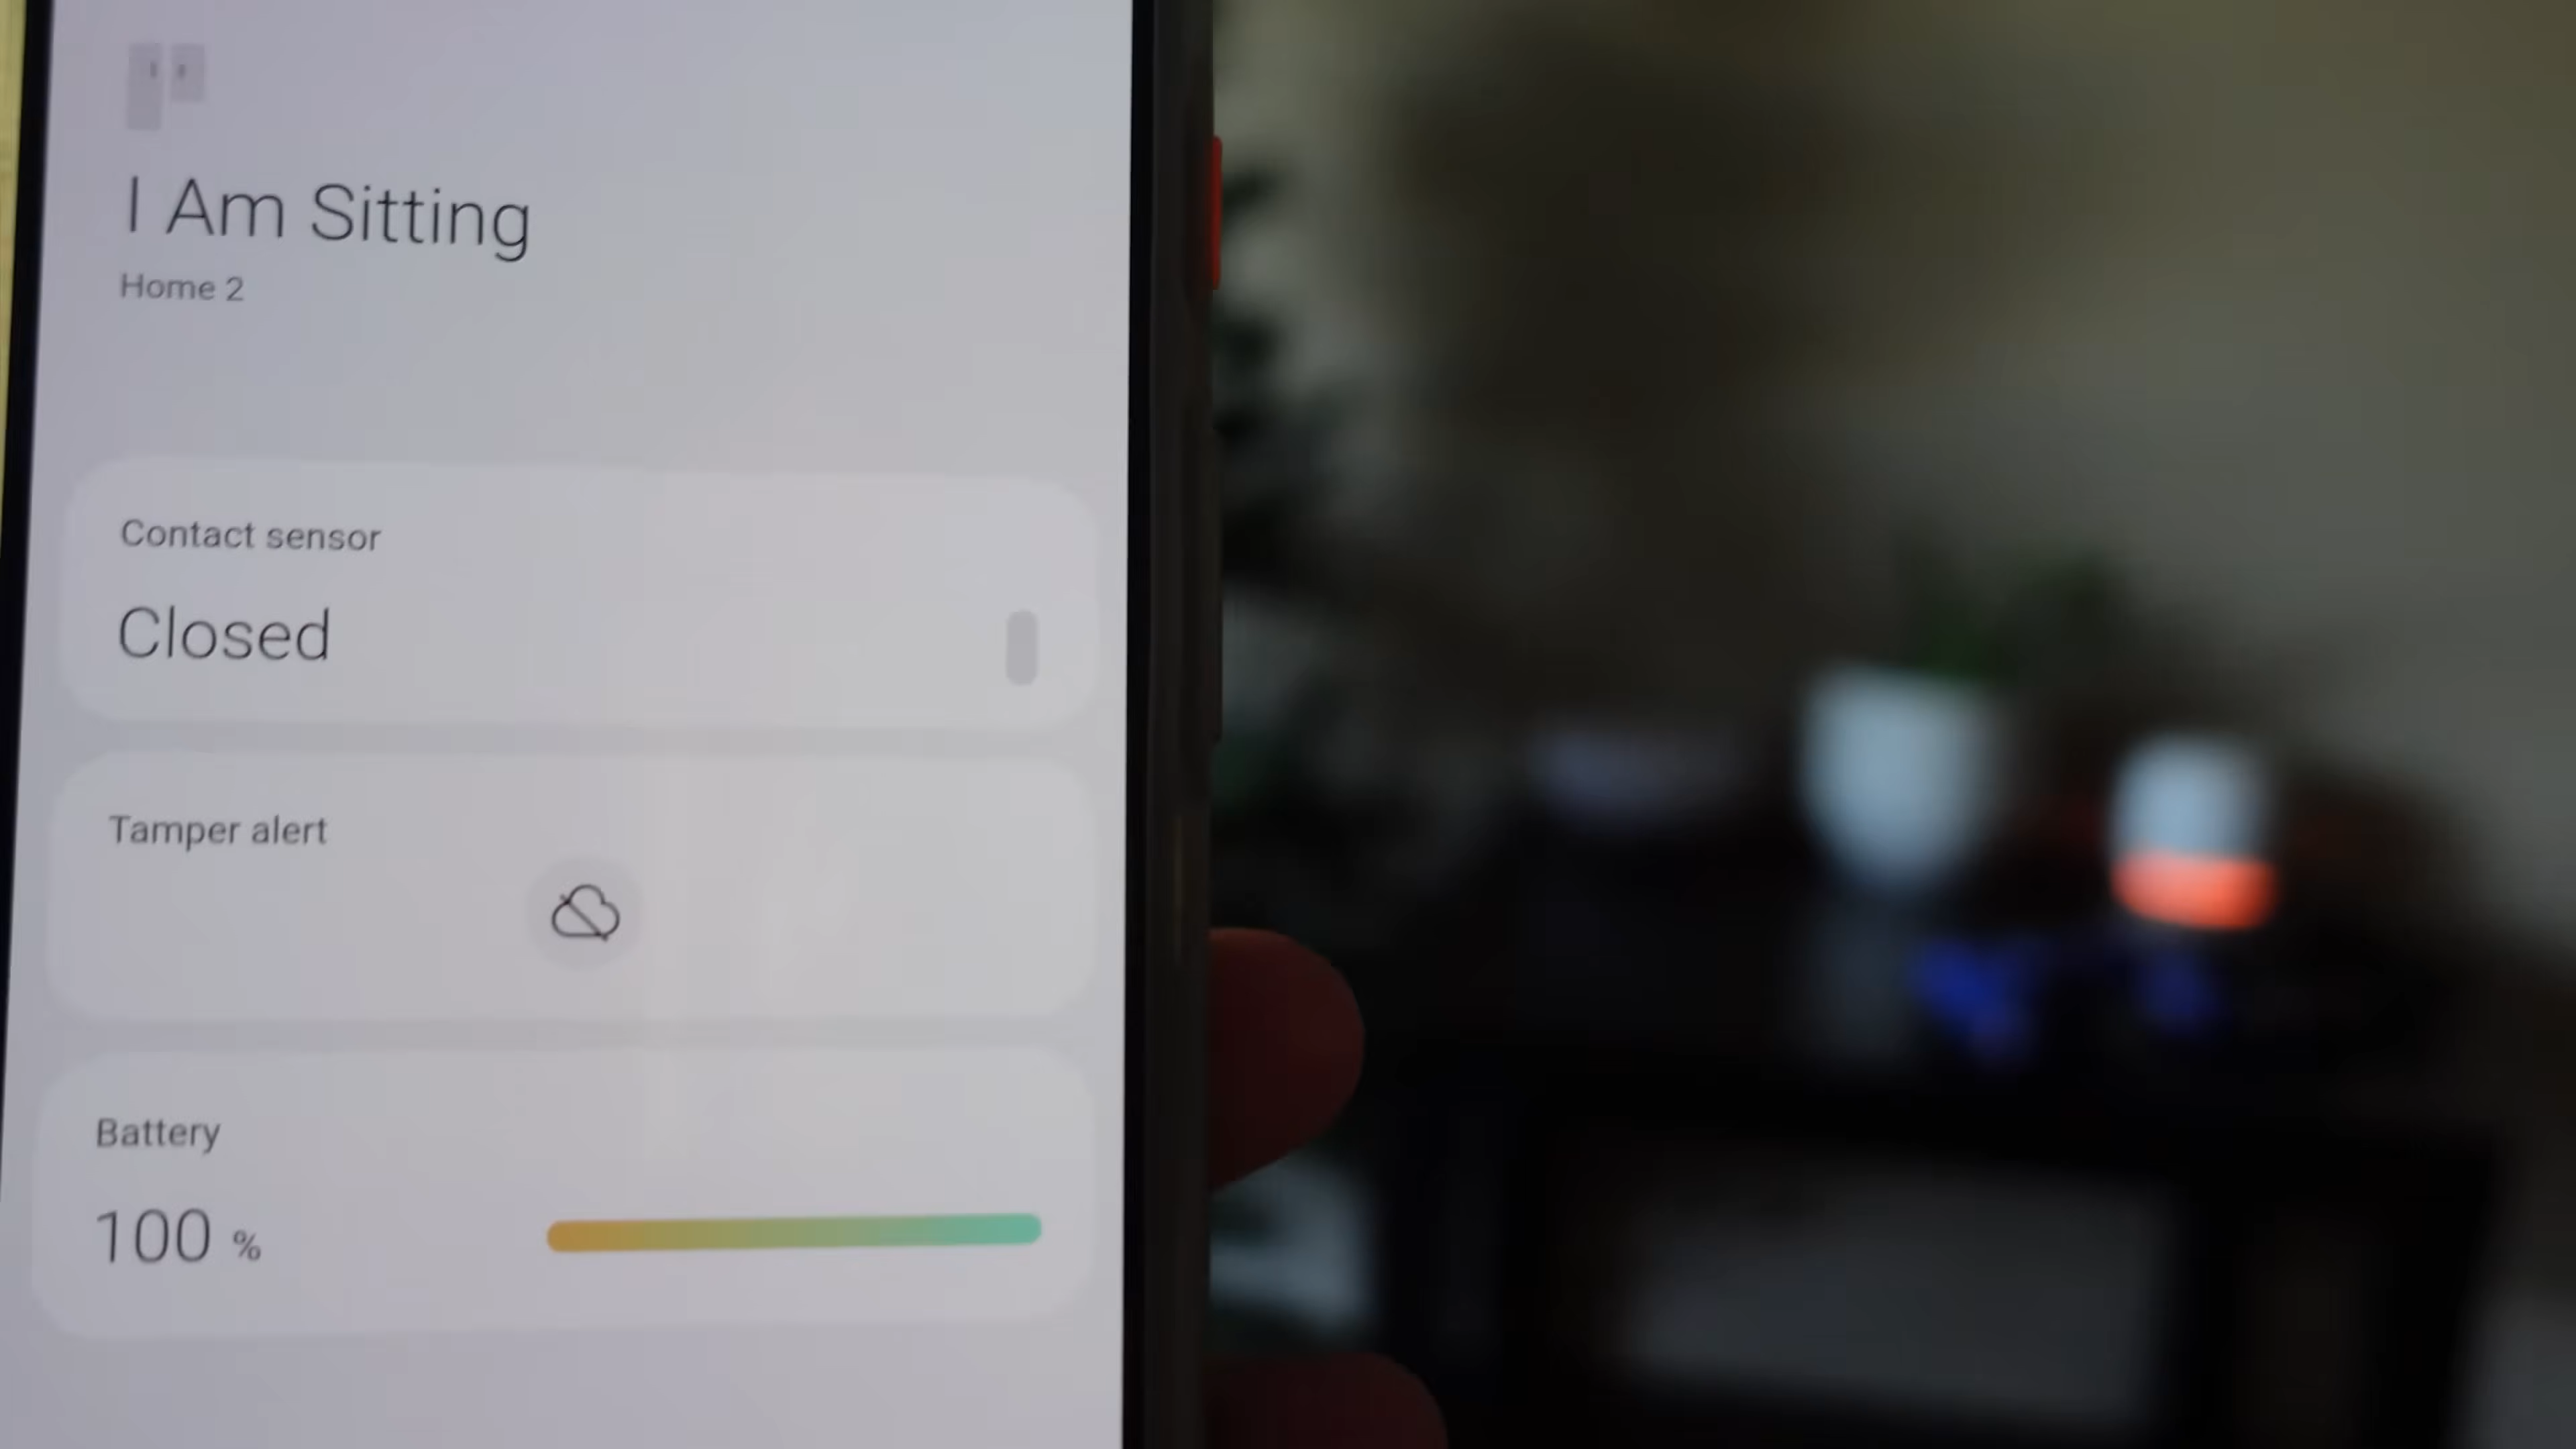 I Am Sitting
Home 2
Contact sensor
Closed
Tamper alert
Battery
100 %